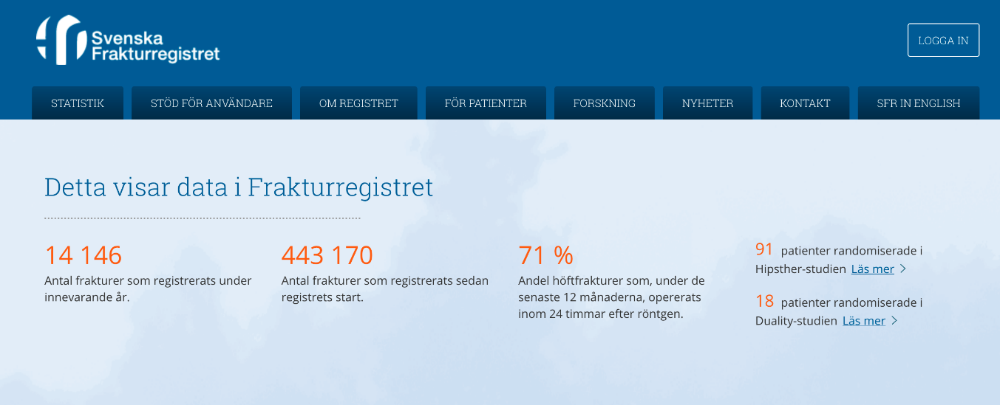 Svenska
Frakturregistret
LOGGA IN
STATISTIK
STÖD FÖR ANVÄNDARE
OM REGISTRET
FÖR PATIENTER
FORSKNING
NYHETER
KONTAKT
SFR IN ENGLISH
Detta visar data i Frakturregistret
14 146
Antal frakturer som registrerats under
innevarande år.
443 170
Antal frakturer som registrerats sedan
registrets start.
71 %
Andel höftfrakturer som, under de
senaste 12 månaderna, opererats
inom 24 timmar efter röntgen.
91 patienter randomiserade i
Hipsther-studien Läs mer
18 patienter randomiserade i
Duality-studien Läs mer